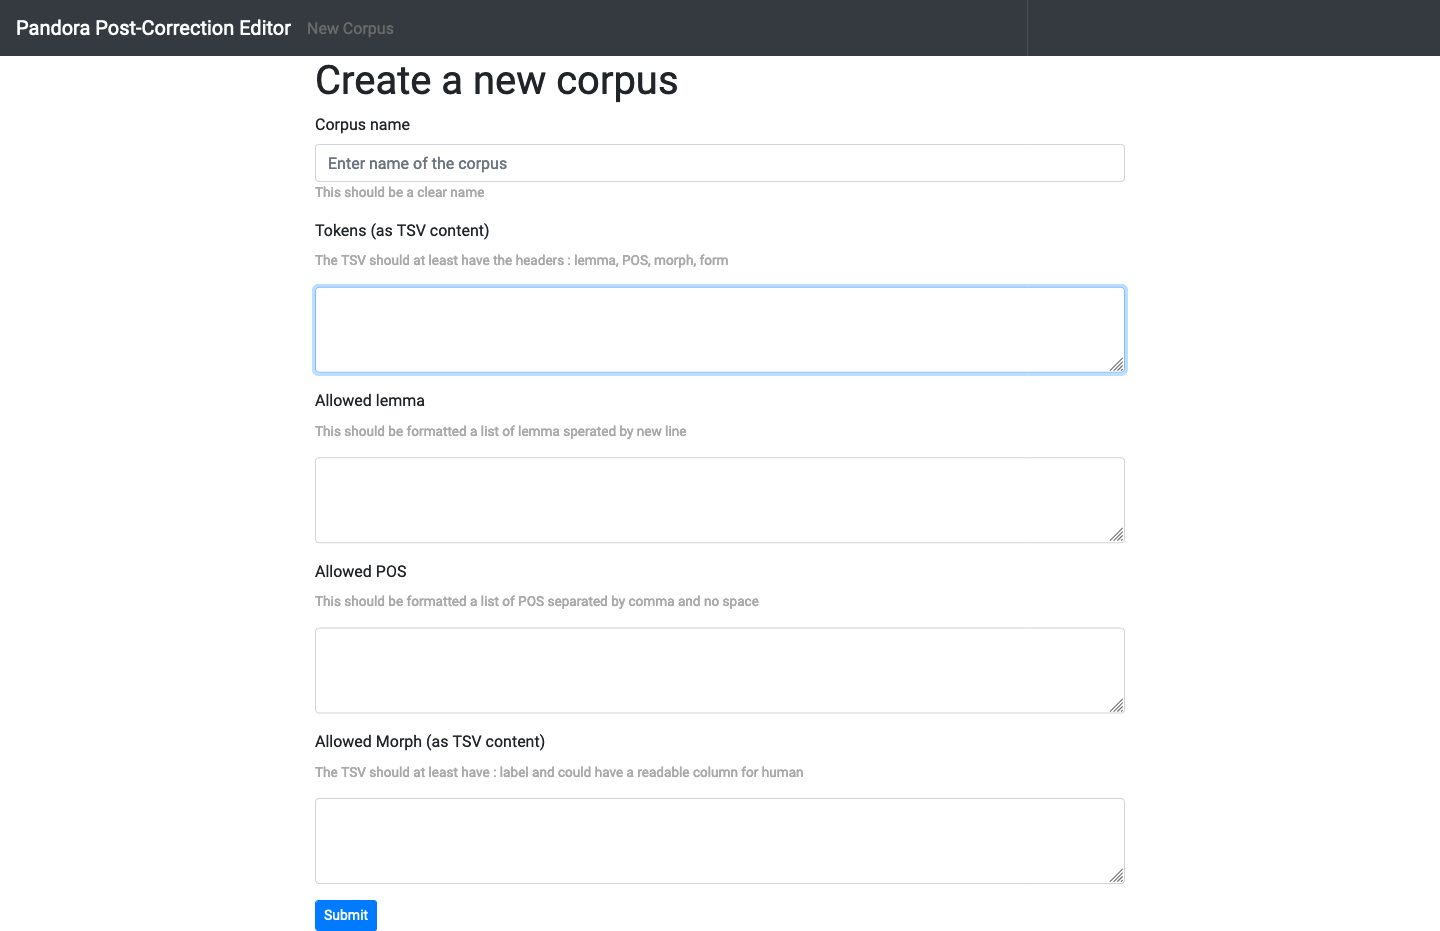 Pandora Post-Correction Editor New Corpus
Create a new corpus
Corpus name
Enter name of the corpus
This should be a clear name
Tokens (as TSV content)
The TSV should at least have the headers : lemma, POS, morph, form
Allowed lemma
This should be formatted a list of lemma sperated by new line
Allowed POS
This should be formatted a list of POS separated by comma and no space
Allowed Morph (as TSV content)
The TSV should at least have : label and could have a readable column for human
Submit